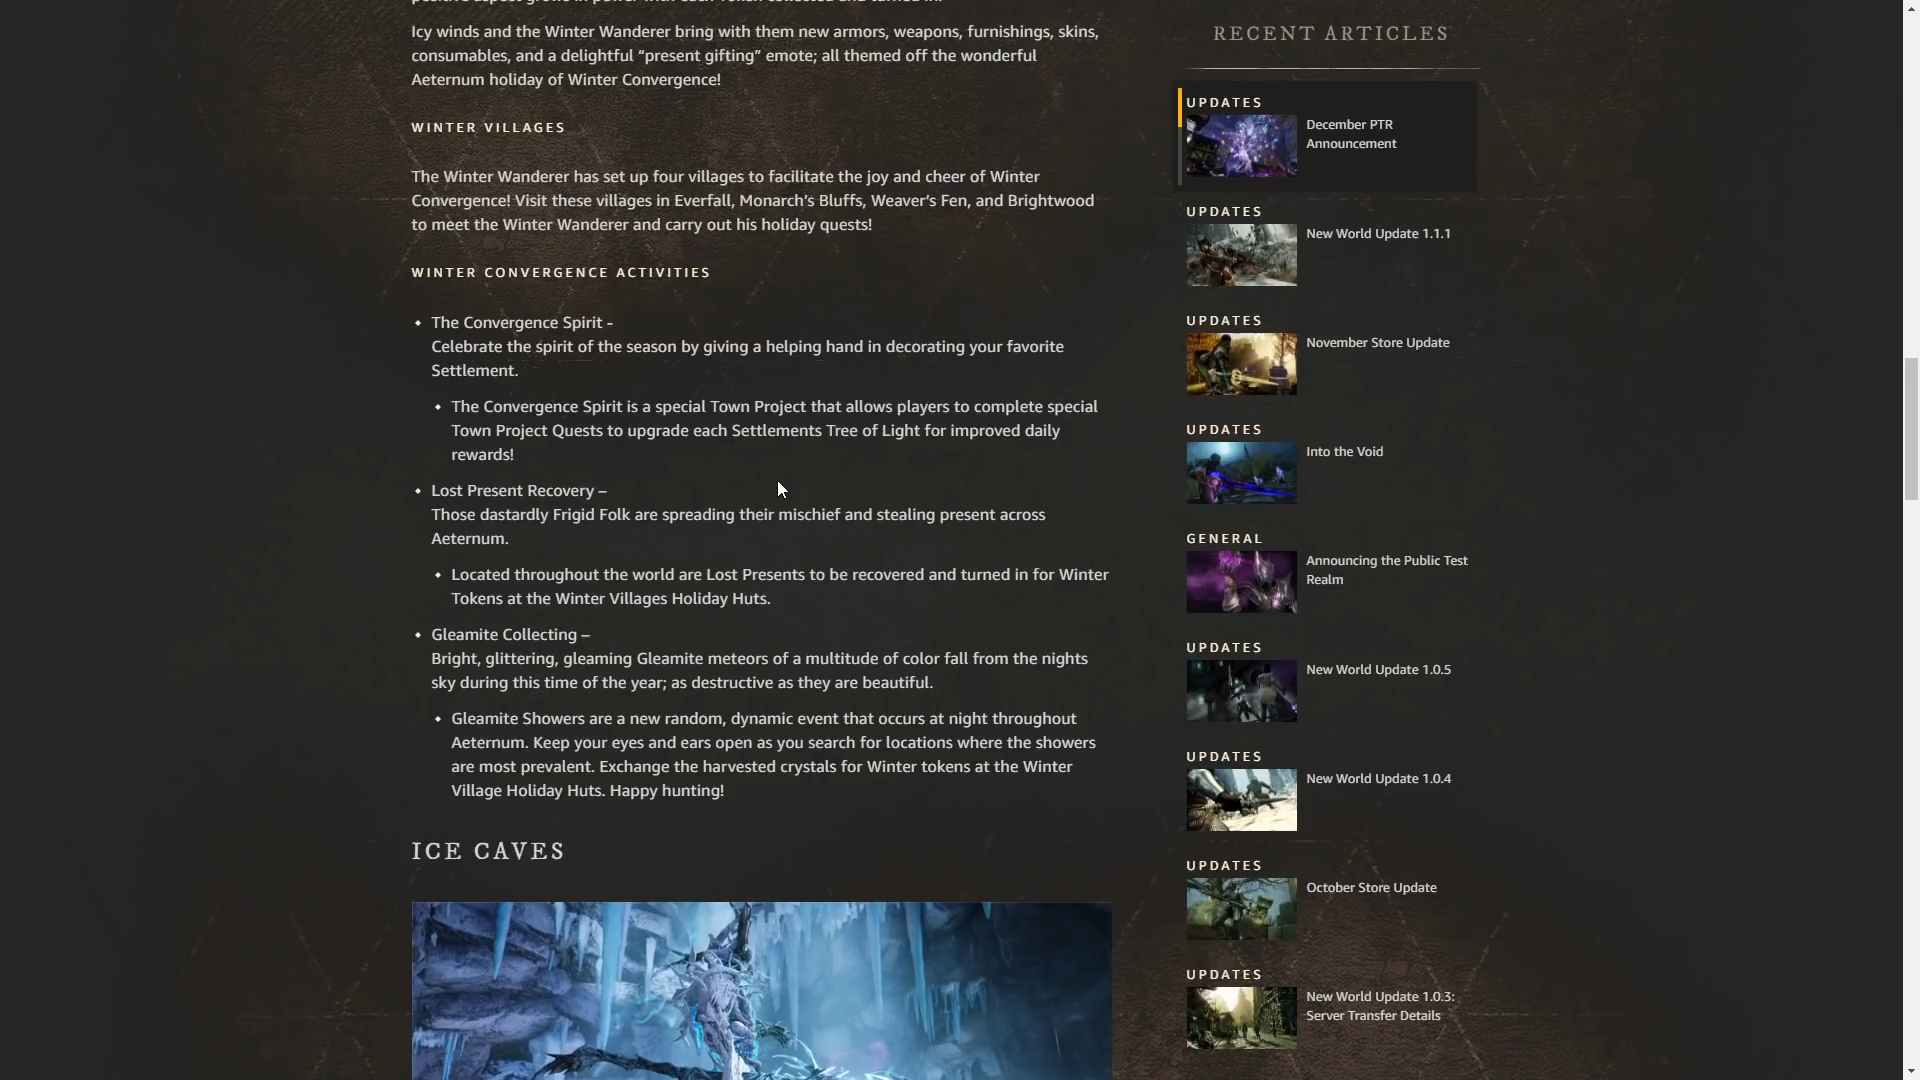 positive aspect grows in power with each Token collected and turned in.
Icy winds and the Winter Wanderer bring with them new armors, weapons, furnishings, skins,
consumables, and a delightful “present gifting” emote; all themed off the wonderful
Aeternum holiday of Winter Convergence!
WINTER VILLAGES
The Winter Wanderer has set up four villages to facilitate the joy and cheer of Winter
Convergence! Visit these villages in Everfall, Monarch’s Bluffs, Weaver’s Fen, and Brightwood
to meet the Winter Wanderer and carry out his holiday quests!
WINTER CONVERGENCE ACTIVITIES
The Convergence Spirit -
Celebrate the spirit of the season by giving a helping hand in decorating your favorite
Settlement.
The Convergence Spirit is a special Town Project that allows players to complete special
Town Project Quests to upgrade each Settlements Tree of Light for improved daily
rewards!
Lost Present Recovery –
Those dastardly Frigid Folk are spreading their mischief and stealing present across
Aeternum.
Located throughout the world are Lost Presents to be recovered and turned in for Winter
Tokens at the Winter Villages Holiday Huts.
Gleamite Collecting –
Bright, glittering, gleaming Gleamite meteors of a multitude of color fall from the nights
sky during this time of the year; as destructive as they are beautiful.
Gleamite Showers are a new random, dynamic event that occurs at night throughout
Aeternum. Keep your eyes and ears open as you search for locations where the showers
are most prevalent. Exchange the harvested crystals for Winter tokens at the Winter
Village Holiday Huts. Happy hunting!
ICE CAVES
RECENT ARTICLES
UPDATES
December PTR
Announcement
UPDATES
New World Update 1.1.1
UPDATES
November Store Update
UPDATES
Into the Void
GENERAL
Announcing the Public Test
Realm
UPDATES
New World Update 1.0.5
UPDATES
New World Update 1.0.4
UPDATES
October Store Update
UPDATES
New World Update 1.0.3:
Server Transfer Details